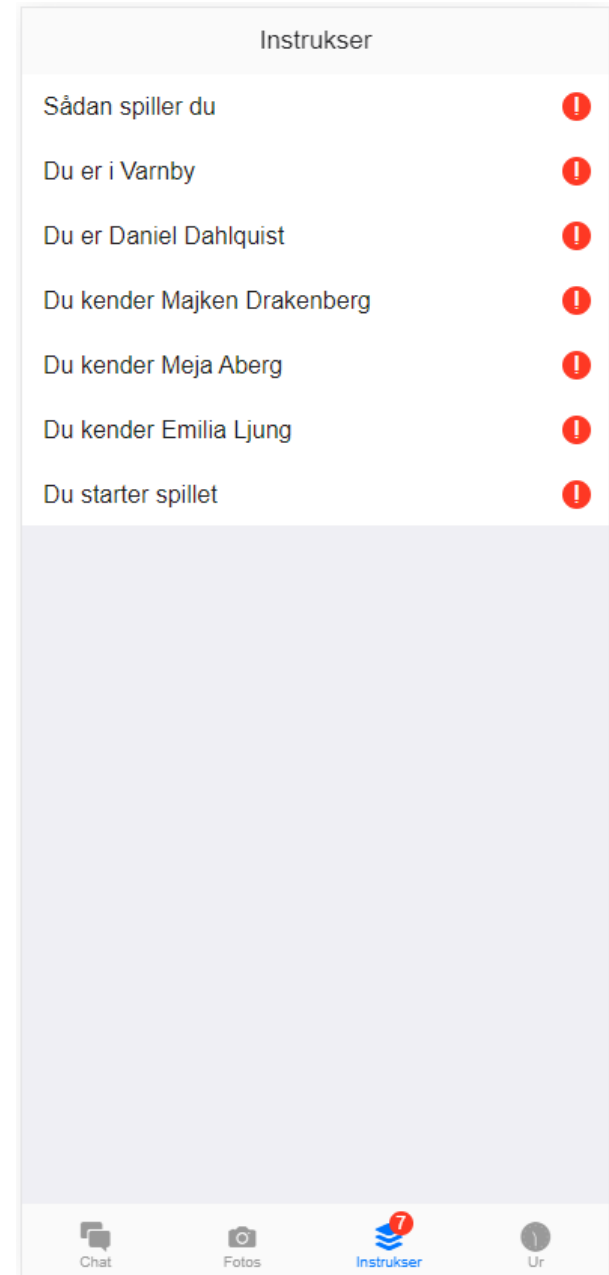 Instrukser
Sådan spiller du
Du er i Varnby
Du er Daniel Dahlquist
Du kender Majken Drakenberg
Du kender Meja Aberg
Du kender Emilia Ljung
Du starter spillet
7
Chat
Fotos
Instrukser
Ur